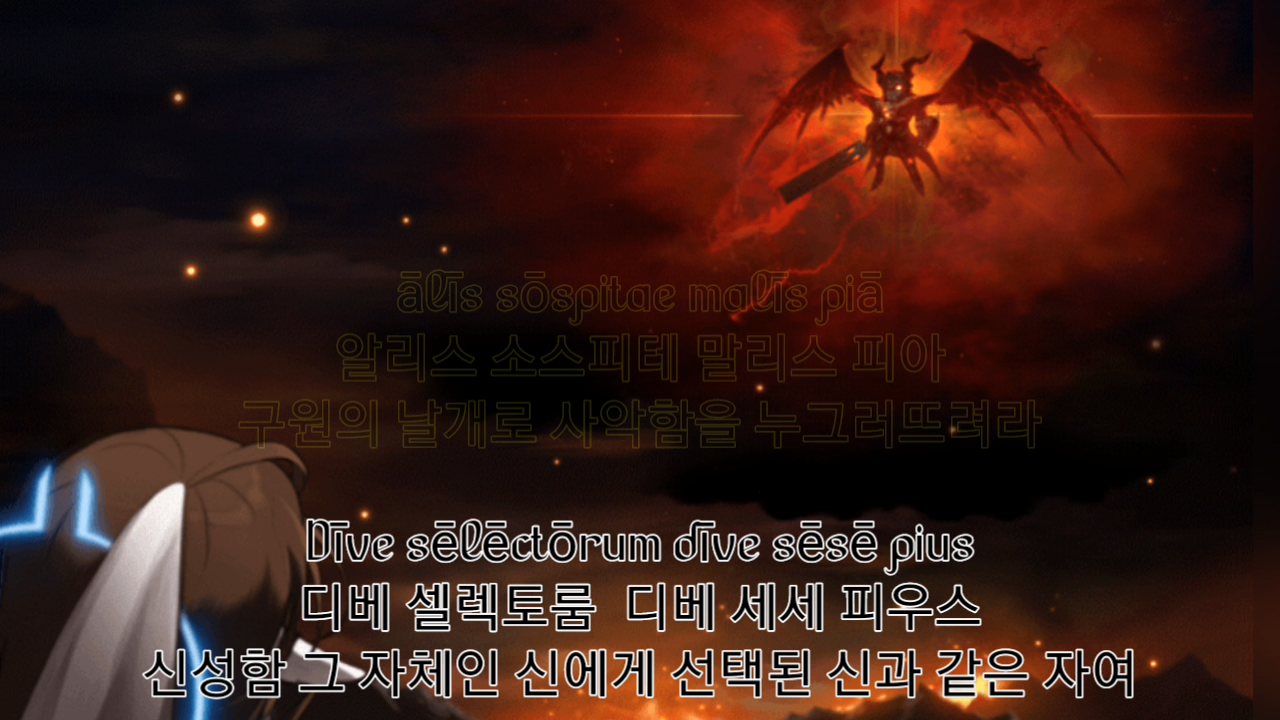 ālīs sōspitae malīs piā
알리스 소스피테 말리스 피아
구원의 날개로 사악함을 누그러뜨려라
Dīve sēlēctōrum dīve sēsē pius
디베 셀렉토룸 디베 세세 피우스
신성함 그 자체인 신에게 선택된 신과 같은 자여